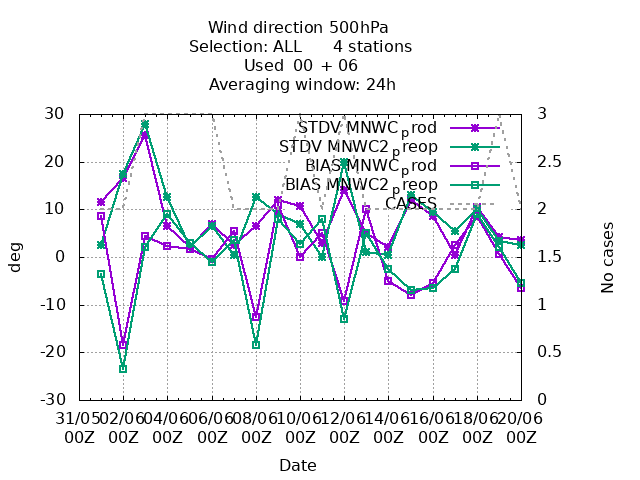 Wind direction 500hPa
Selection: ALL      4 stations
Used 00 + 06
Averaging window: 24h
30 3
STDV MNWC_prod
STDV MNWC2_preop
BIAS MNWC_prod
BIAS MNWC2_preop
CASES
20 2.5
10 2
0 1.5
-10 1
-20 0.5
-30 0
deg
No cases
31/05 02/06 04/06 06/06 08/06 10/06 12/06 14/06 16/06 18/06 20/06
00Z 00Z 00Z 00Z 00Z 00Z 00Z 00Z 00Z 00Z 00Z
Date